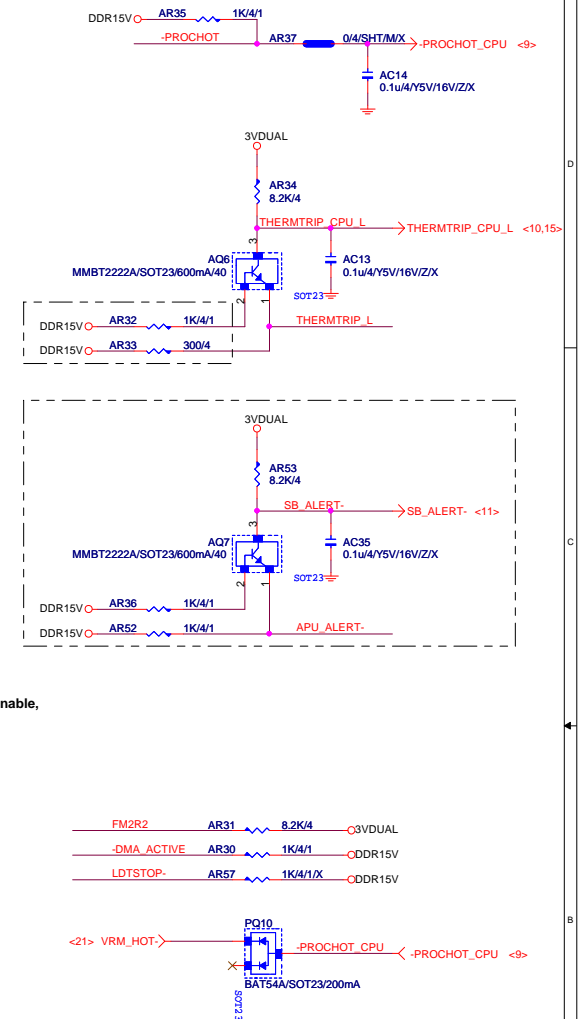 DDR15V AR35 1K/4/1
-PROCHOT AR37 0/4/SHT/M/X -PROCHOT_CPU <9>
AC14
0.1u/4/Y5V/16V/Z/X
3VDUAL
D
AR34
8.2K/4
THERMTRIP_CPU_L THERMTRIP_CPU_L <10,15>
3
AQ6 AC13
MMBT2222A/SOT23/600mA/40 0.1u/4/Y5V/16V/Z/X
SOT23
2 1
DDR15V AR32 1K/4/1 THERMTRIP_L
DDR15V AR33 300/4
3VDUAL
AR53
8.2K/4
SB_ALERT- SB_ALERT- <11>
3
AQ7 AC35 C
MMBT2222A/SOT23/600mA/40 0.1u/4/Y5V/16V/Z/X
SOT23
2 1
DDR15V AR36 1K/4/1
DDR15V AR52 1K/4/1 APU_ALERT-
nable,
FM2R2 AR31 8.2K/4 3VDUAL
-DMA_ACTIVE AR30 1K/4/1 DDR15V
LDTSTOP- AR57 1K/4/1/X DDR15V
PQ10 B
<21> VRM_HOT- -PROCHOT_CPU -PROCHOT_CPU <9>
BAT54A/SOT23/200mA
SOT23